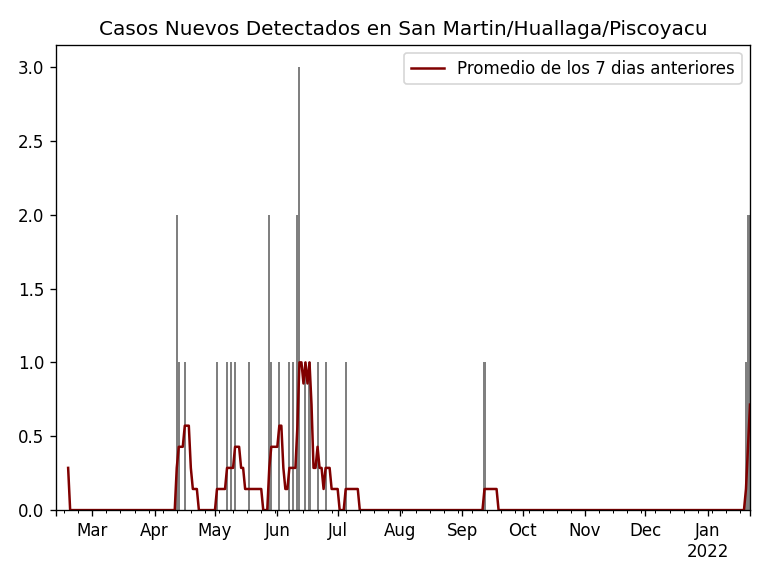 Casos Nuevos Detectados en San Martin/Huallaga/Piscoyacu
Promedio de los 7 dias anteriores
3.0
2.5
2.0
1.5
1.0
0.5
0.0
Mar Apr May Jun Jul Aug Sep Oct Nov Dec Jan
2022